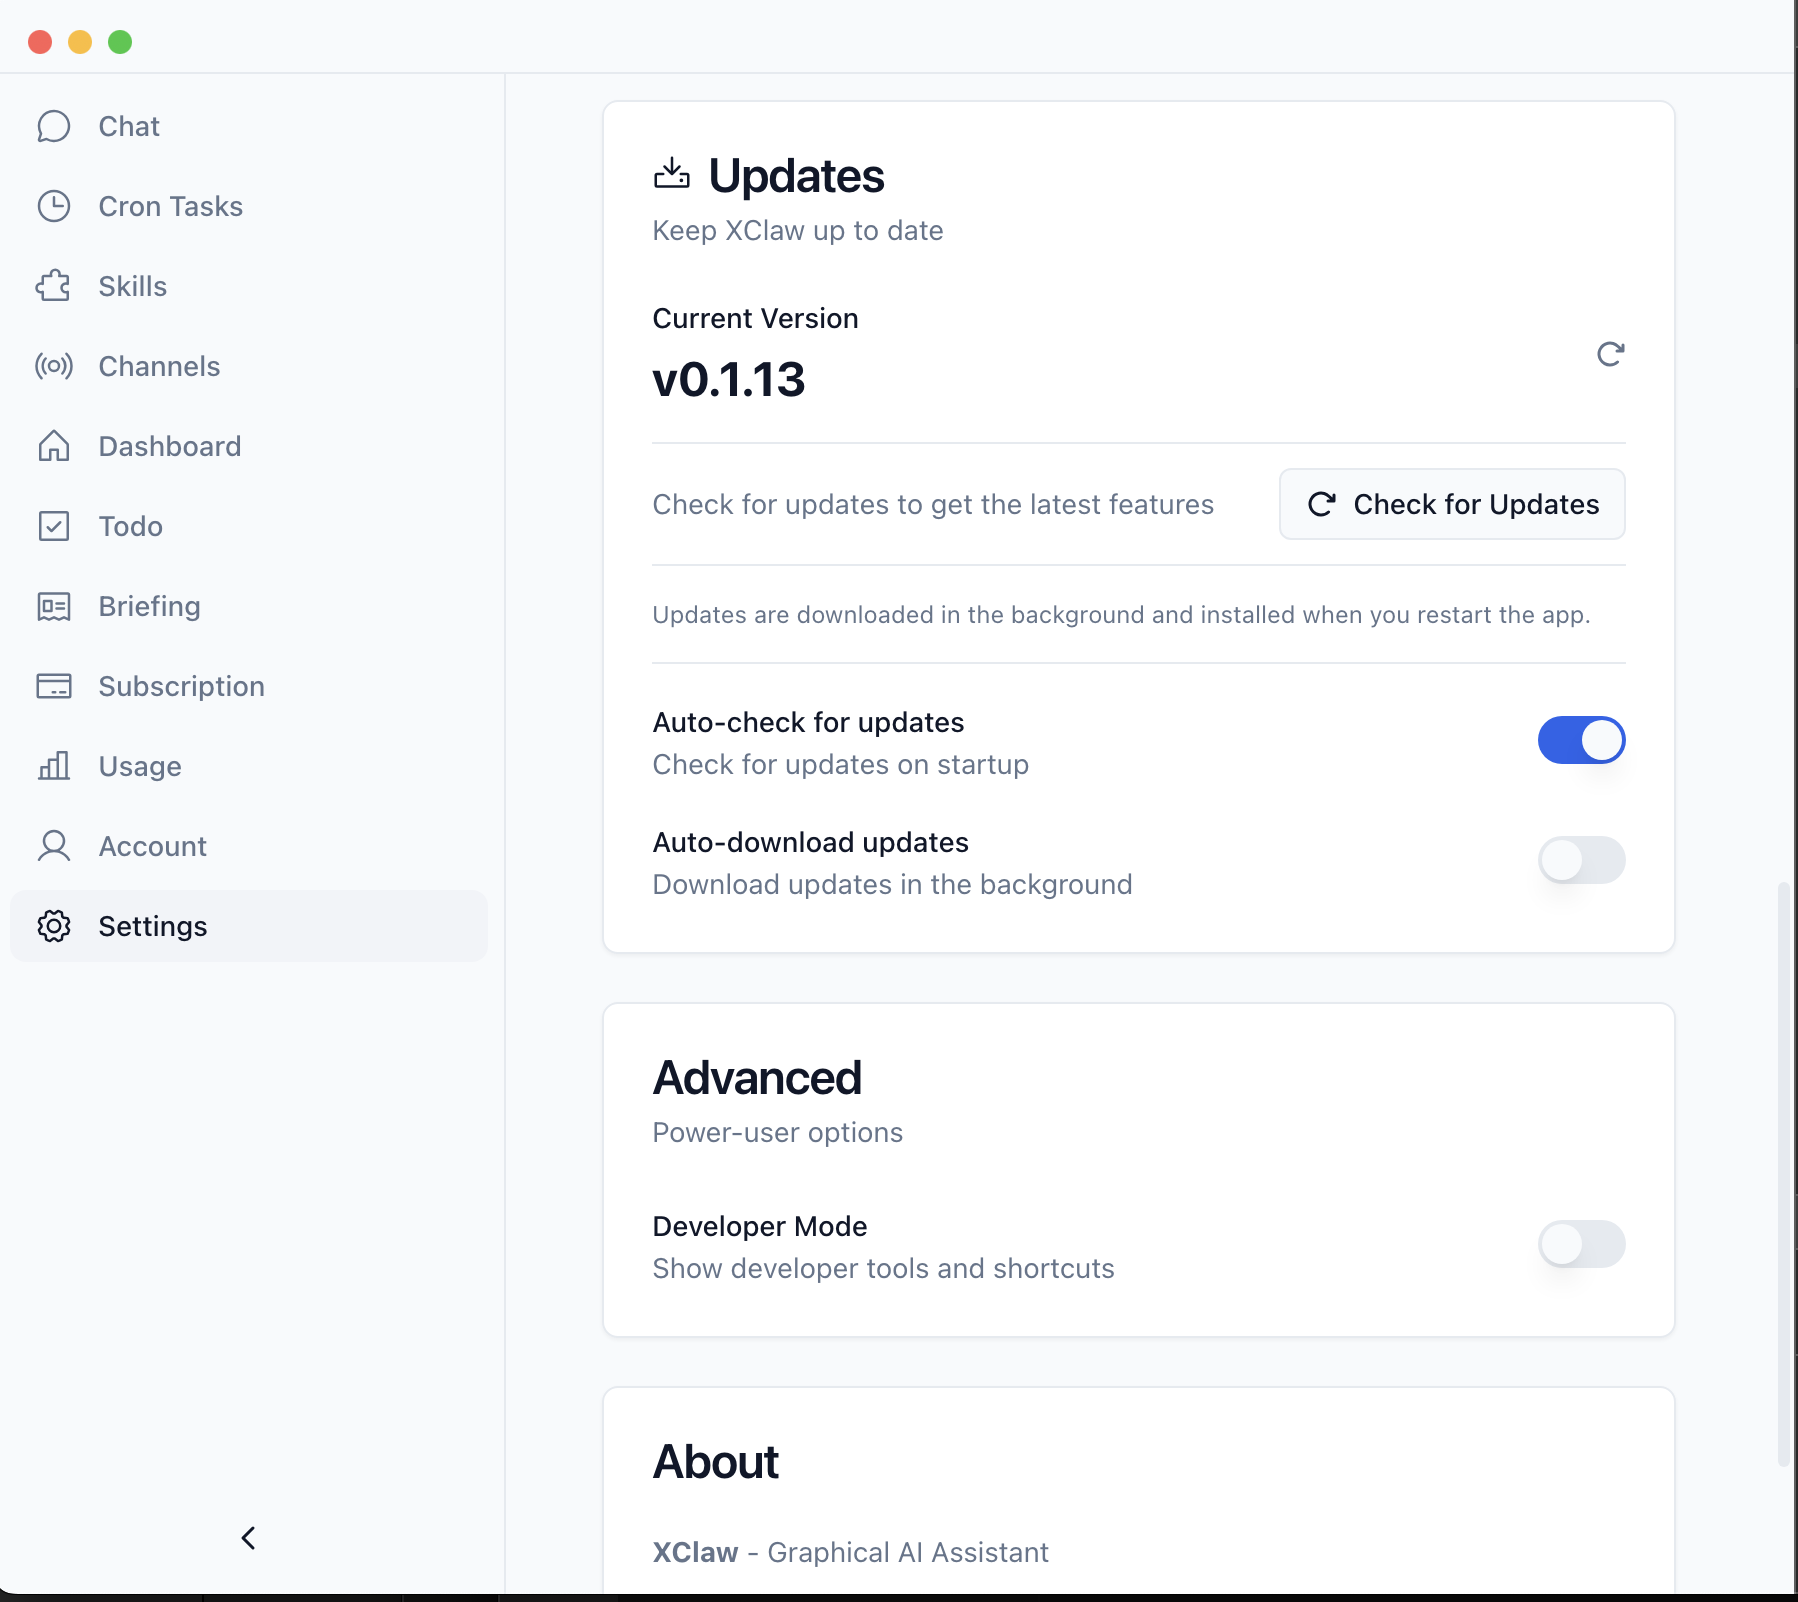 Chat
Cron Tasks
Skills
Channels
Dashboard
Todo
Briefing
Subscription
Usage
Account
Settings
Updates
Keep XClaw up to date
Current Version
v0.1.13
Check for updates to get the latest features
Check for Updates
Updates are downloaded in the background and installed when you restart the app.
Auto-check for updates
Check for updates on startup
Auto-download updates
Download updates in the background
Advanced
Power-user options
Developer Mode
Show developer tools and shortcuts
About
XClaw - Graphical AI Assistant